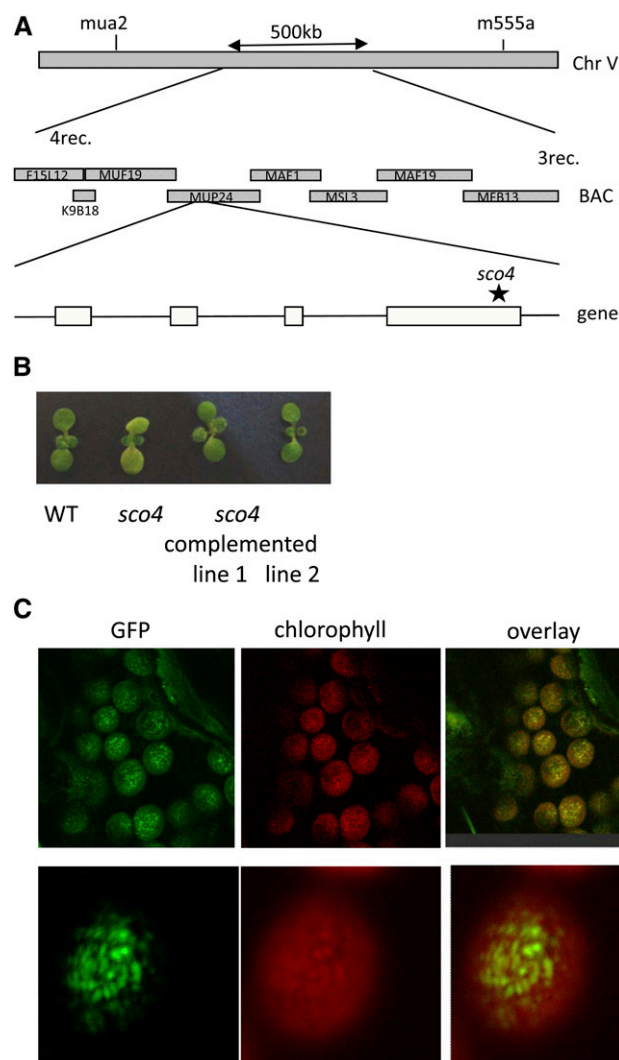 A
mua2
500kb
m555a
Chr V
4rec.
3rec.
F15L12 MUF19 MAE1 MAF19
K9B18 MUP24 MSL3 MFB13 BAC
sco4
gene
B
WT sco4 sco4
complemented
line 1 line 2
C
GFP chlorophyll overlay